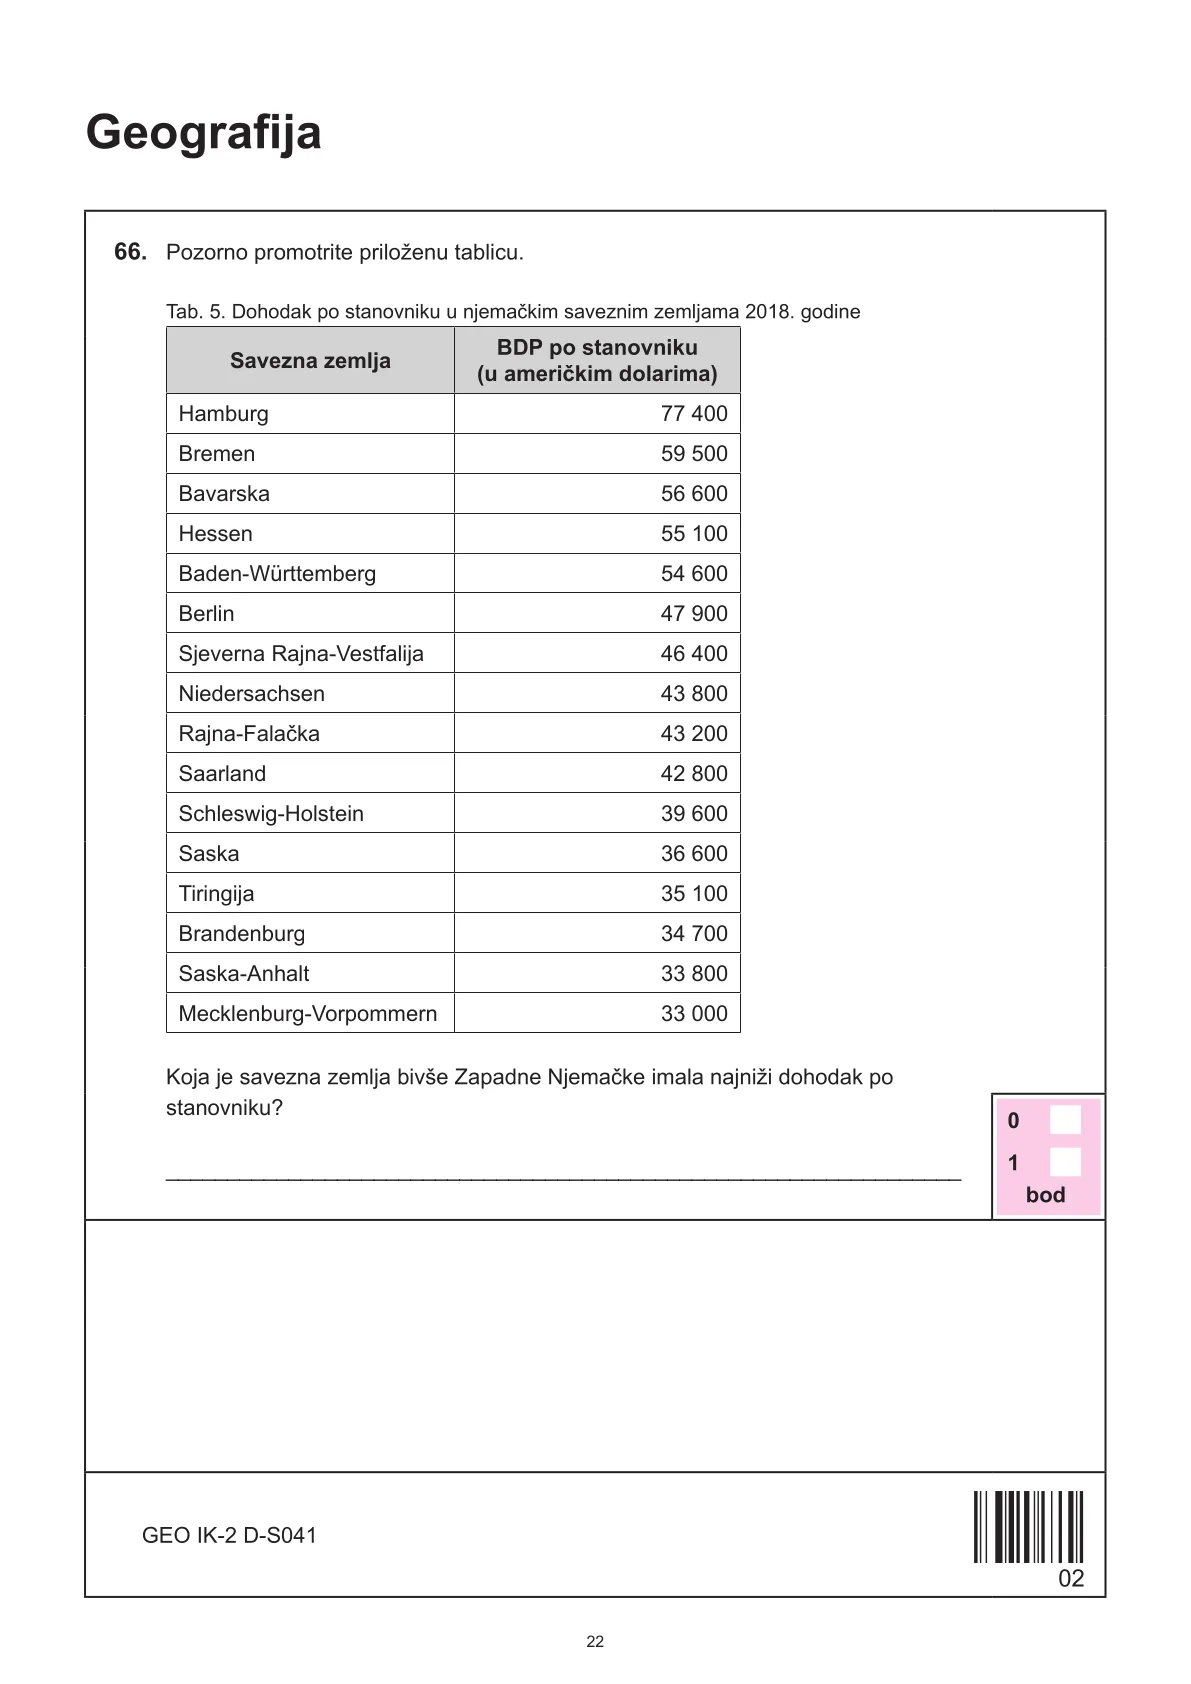 Geografija
66. Pozorno promotrite priloženu tablicu.
Tab. 5. Dohodak po stanovniku u njemačkim saveznim zemljama 2018. godine
Savezna zemlja BDP po stanovniku
(u američkim dolarima)
Hamburg 77 400
Bremen 59 500
Bavarska 56 600
Hessen 55 100
Baden-Württemberg 54 600
Berlin 47 900
Sjeverna Rajna-Vestfalija 46 400
Niedersachsen 43 800
Rajna-Falačka 43 200
Saarland 42 800
Schleswig-Holstein 39 600
Saska 36 600
Tiringija 35 100
Brandenburg 34 700
Saska-Anhalt 33 800
Mecklenburg-Vorpommern 33 000
Koja je savezna zemlja bivše Zapadne Njemačke imala najniži dohodak po
stanovniku?
0
1
bod
GEO IK-2 D-S041
02
22